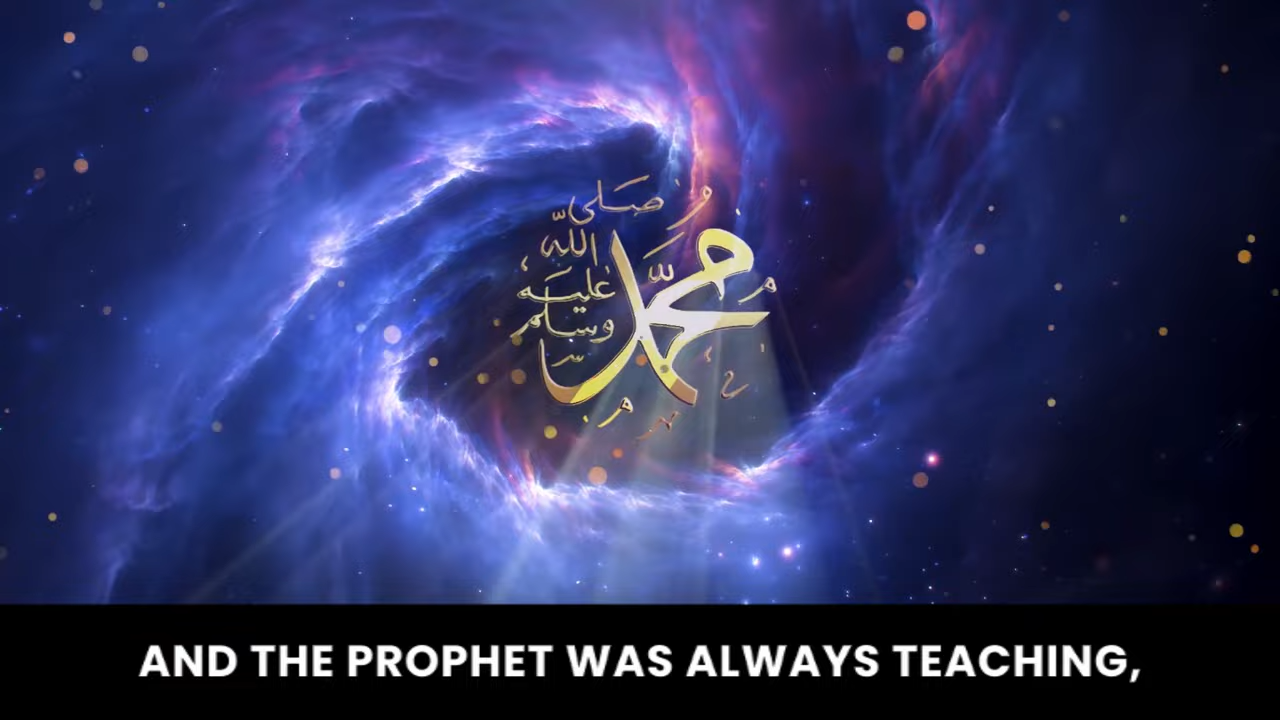 محمد
صلى
الله
عليه
وسلم
AND THE PROPHET WAS ALWAYS TEACHING,